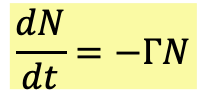 dN/dt = −ΓN